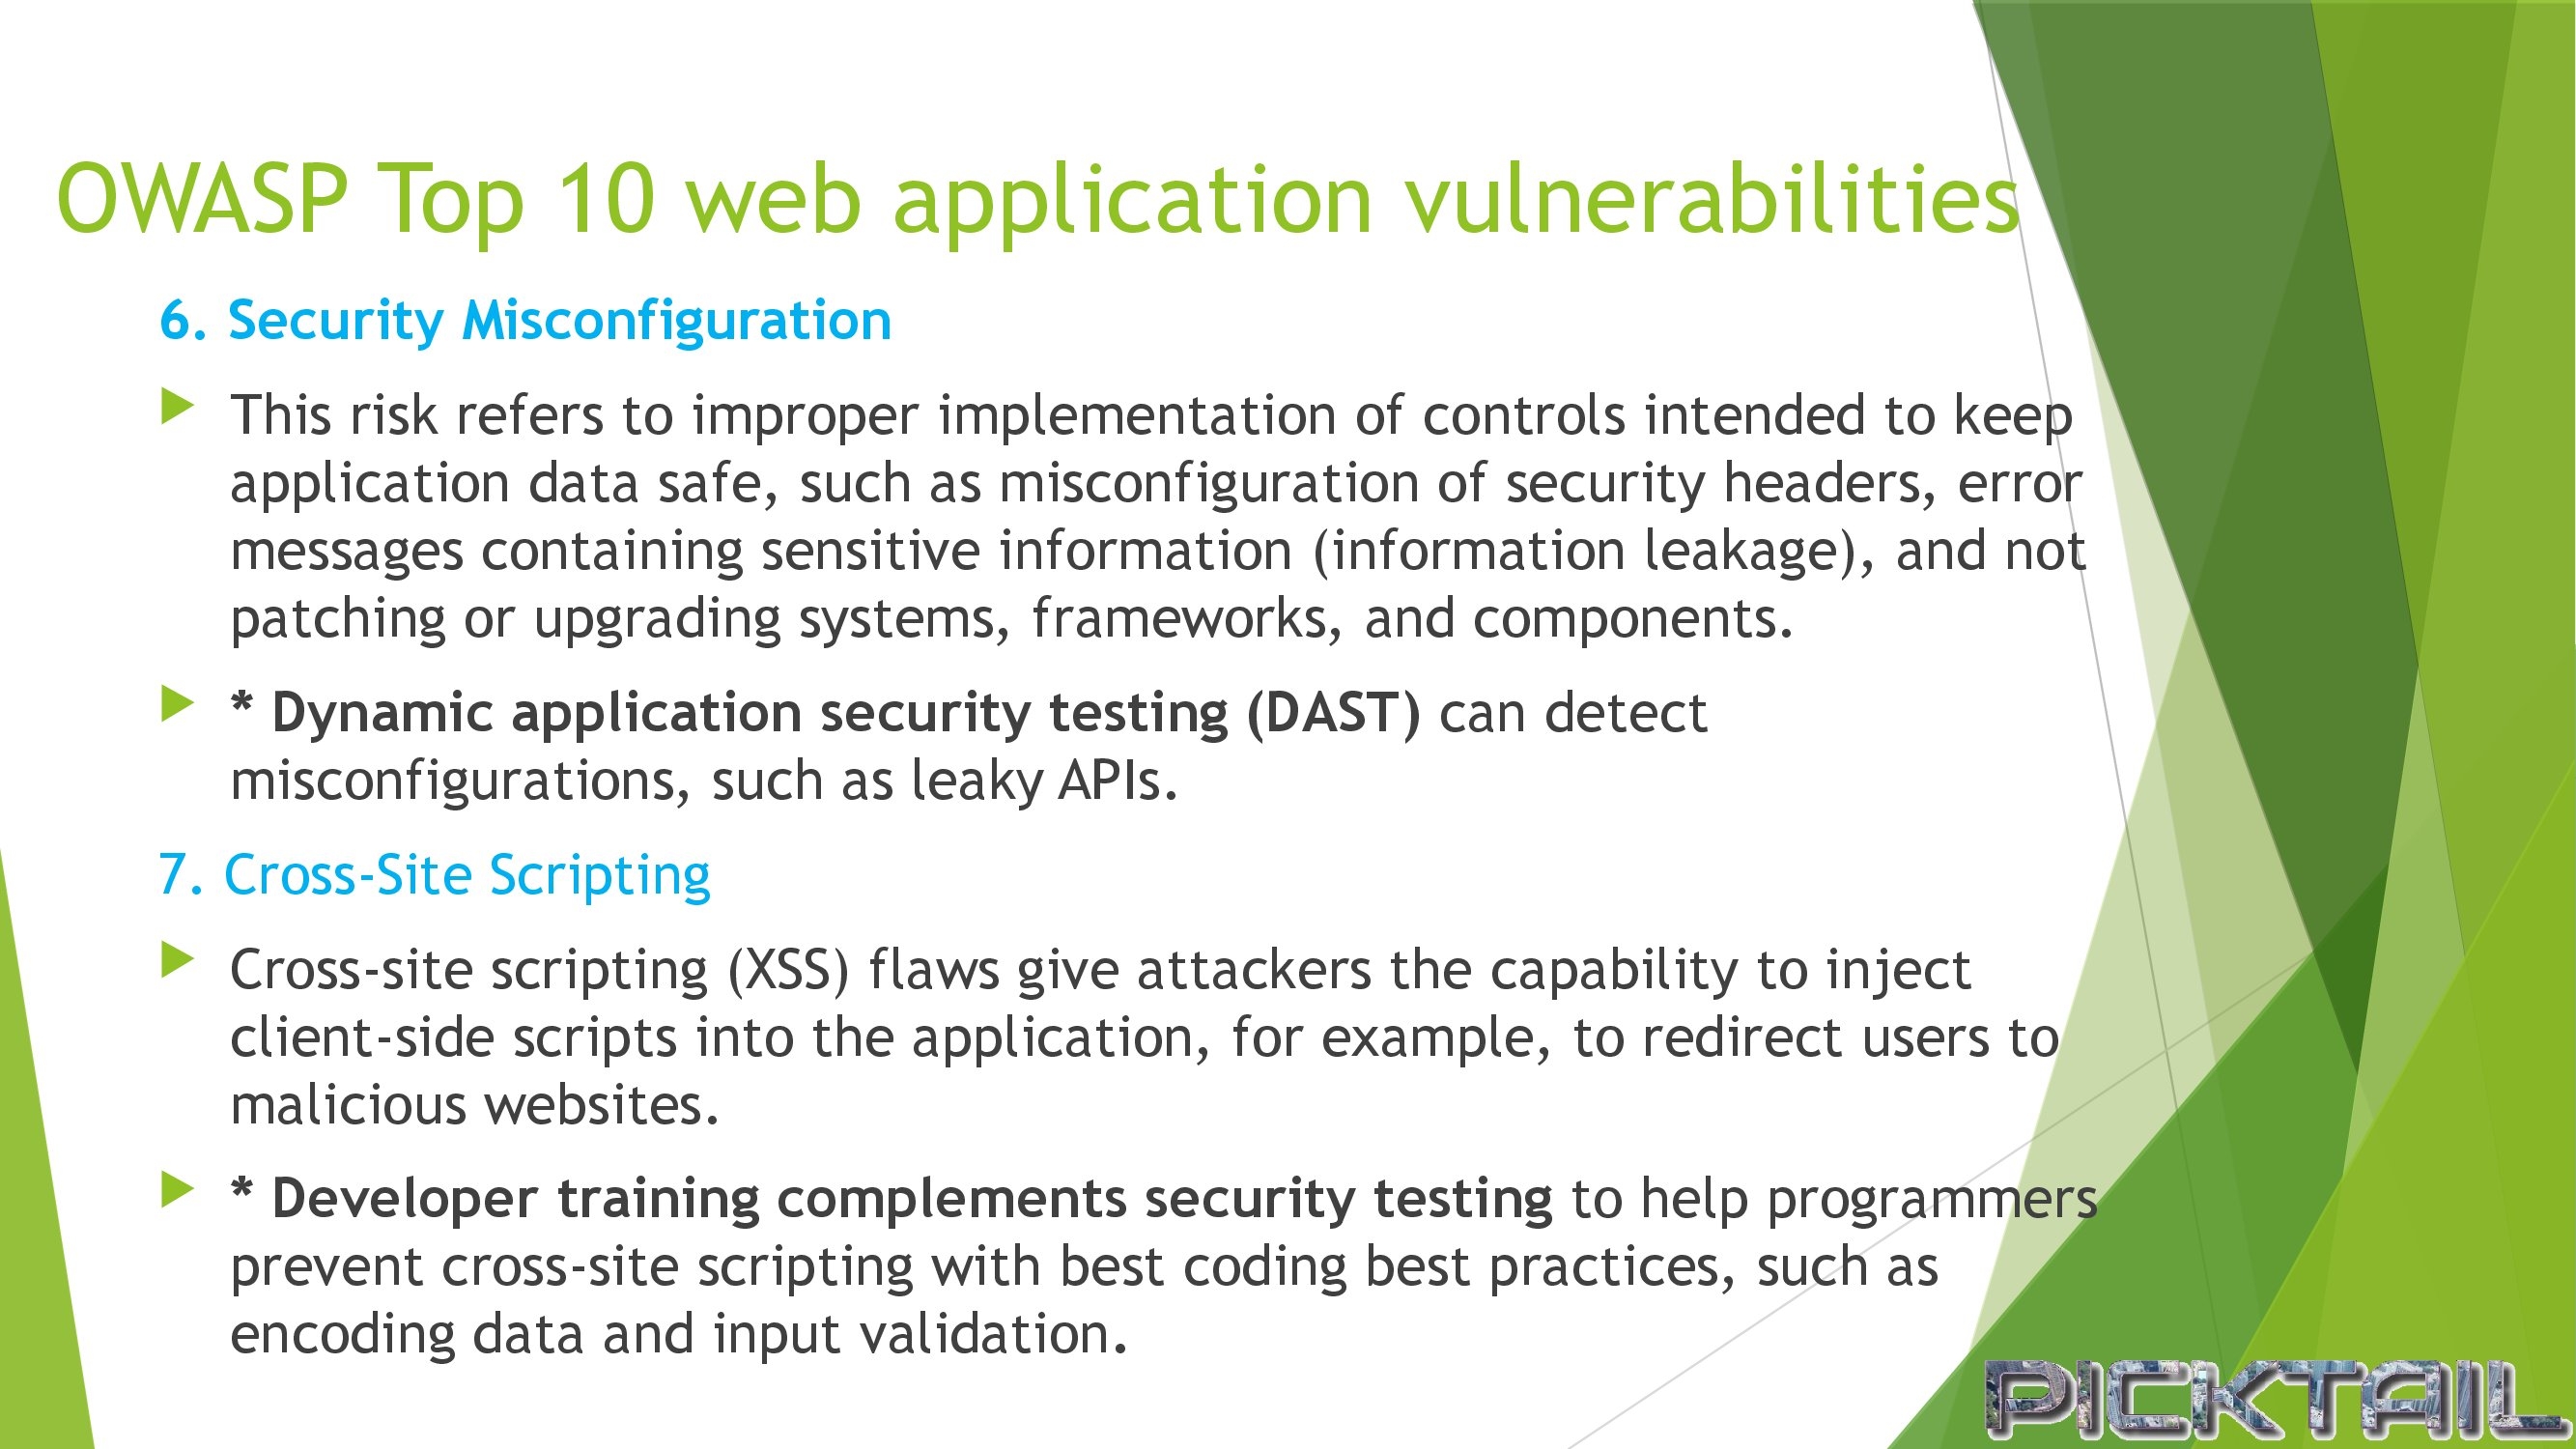 OWASP Top 10 web application vulnerabilities
6. Security Misconfiguration
This risk refers to improper implementation of controls intended to keep
application data safe, such as misconfiguration of security headers, error
messages containing sensitive information (information leakage), and not
patching or upgrading systems, frameworks, and components.
* Dynamic application security testing (DAST) can detect
misconfigurations, such as leaky APIs.
7. Cross-Site Scripting
Cross-site scripting (XSS) flaws give attackers the capability to inject
client-side scripts into the application, for example, to redirect users to
malicious websites.
* Developer training complements security testing to help programmers
prevent cross-site scripting with best coding best practices, such as
encoding data and input validation.
PICKTAIL